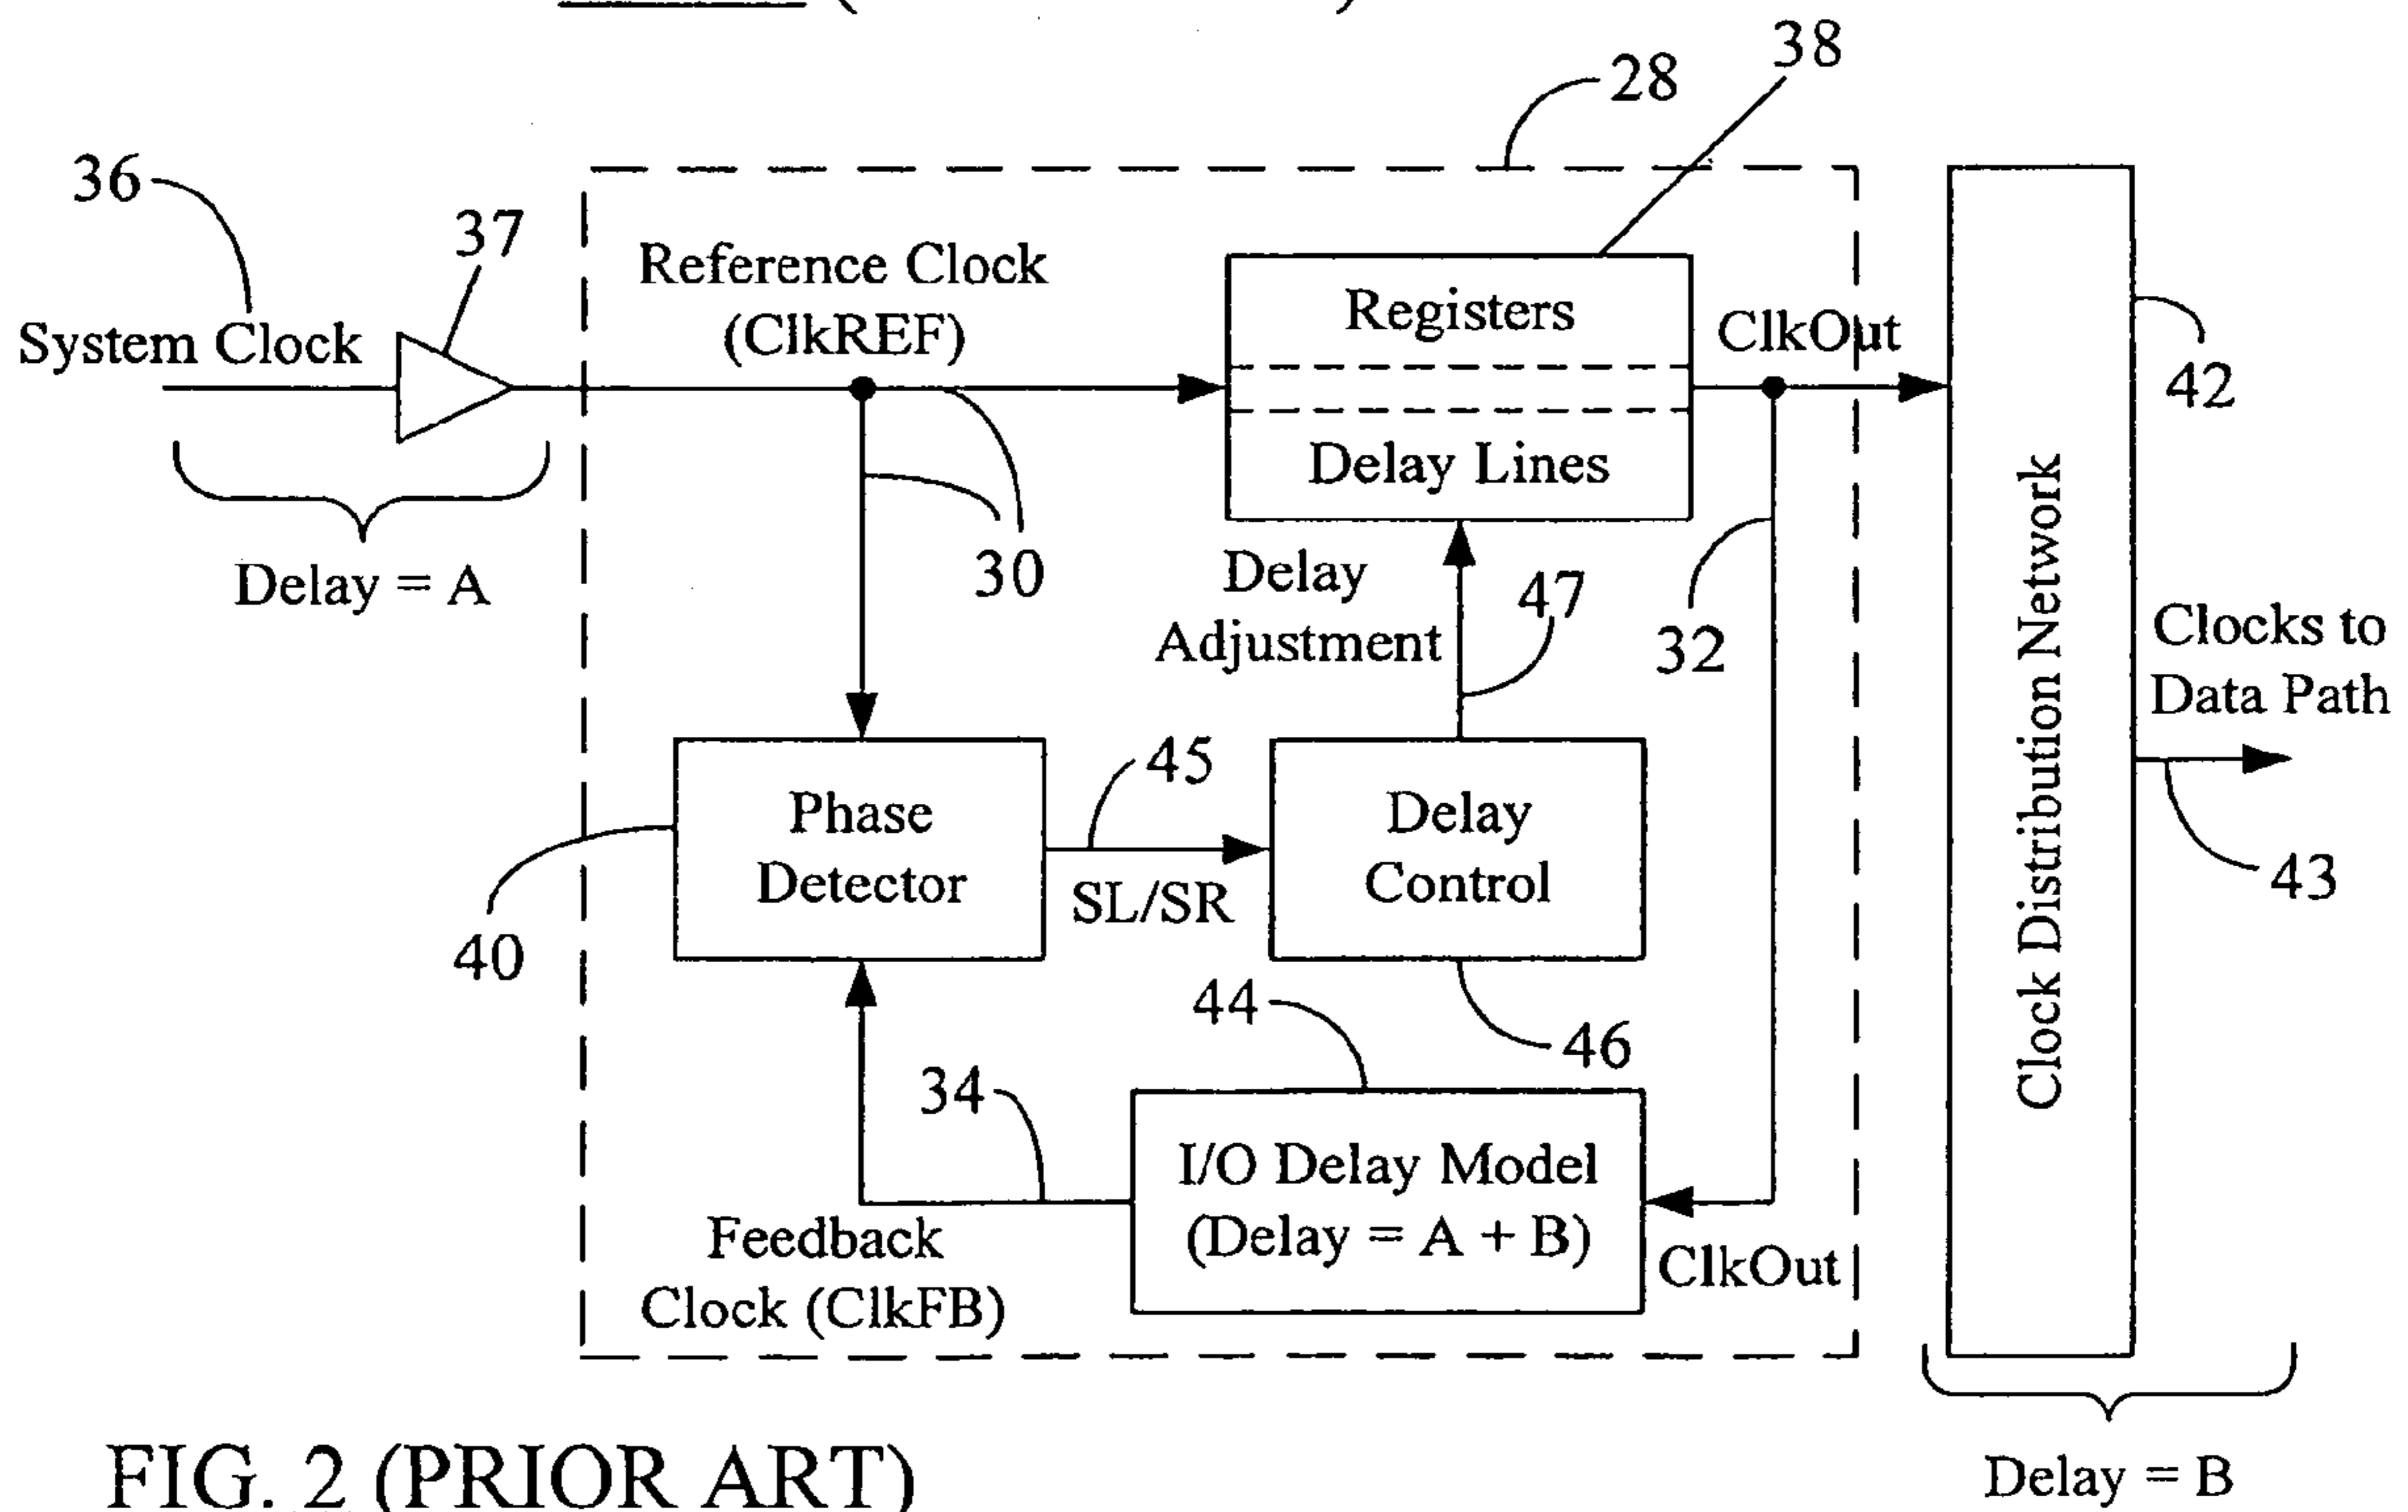 38
28
36
37
Reference Clock
(ClkREF)
Registers
ClkOut
System Clock
42
Delay Lines
30
Delay
Adjustment
47
32
Delay = A
Clock Distribution Network
Clocks to
Data Path
45
Phase
Detector
SL/SR
Delay
Control
43
40
44
46
34
I/O Delay Model
(Delay = A + B)
Feedback
Clock (ClkFB)
ClkOut
FIG. 2 (PRIOR ART)
Delay = B